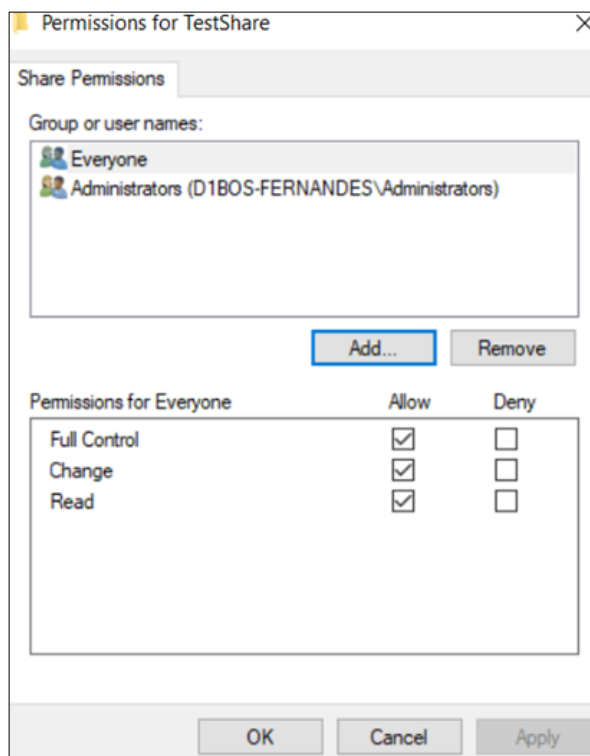 Permissions for TestShare
Share Permissions
Group or user names:
Everyone
Administrators (D1BOS-FERNANDES\Administrators)
Add... Remove
Permissions for Everyone Allow Deny
Full Control
Change
Read
OK Cancel Apply